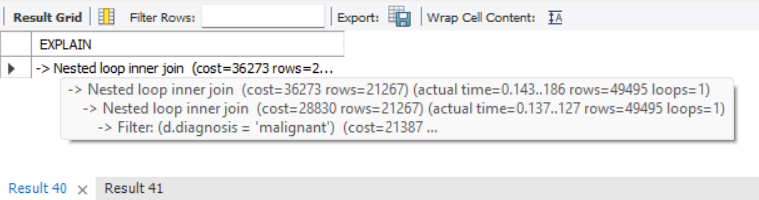 Result Grid Filter Rows: Export: Wrap Cell Content: IA
EXPLAIN
-> Nested loop inner join (cost=36273 rows=2...
-> Nested loop inner join (cost=36273 rows=21267) (actual time=0.143..186 rows=49495 loops=1)
-> Nested loop inner join (cost=28830 rows=21267) (actual time=0.137..127 rows=49495 loops=1)
-> Filter: (d.diagnosis = 'malignant') (cost=21387 ...
Result 40 × Result 41